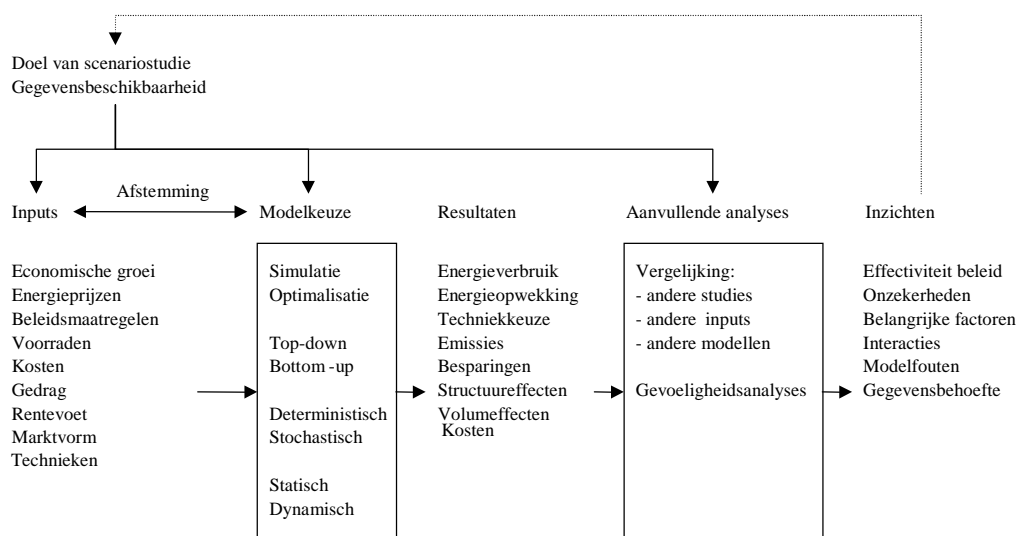 Doel van scenariostudie
Gegevensbeschikbaarheid
Afstemming
Inputs
Modelkeuze
Resultaten
Aanvullende analyses
Inzichten
Economische groei
Energieprijzen
Beleidsmaatregelen
Voorraden
Kosten
Gedrag
Rentevoet
Marktvorm
Technieken
Simulatie
Optimalisatie
Top-down
Bottom -up
Deterministisch
Stochastisch
Statisch
Dynamisch
Energieverbruik
Energieopwekking
Techniekkeuze
Emissies
Besparingen
Structuureffecten
Volumeffecten
Kosten
Vergelijking:
- andere studies
- andere inputs
- andere modellen
Gevoeligheidsanalyses
Effectiviteit beleid
Onzekerheden
Belangrijke factoren
Interacties
Modelfouten
Gegevensbehoefte